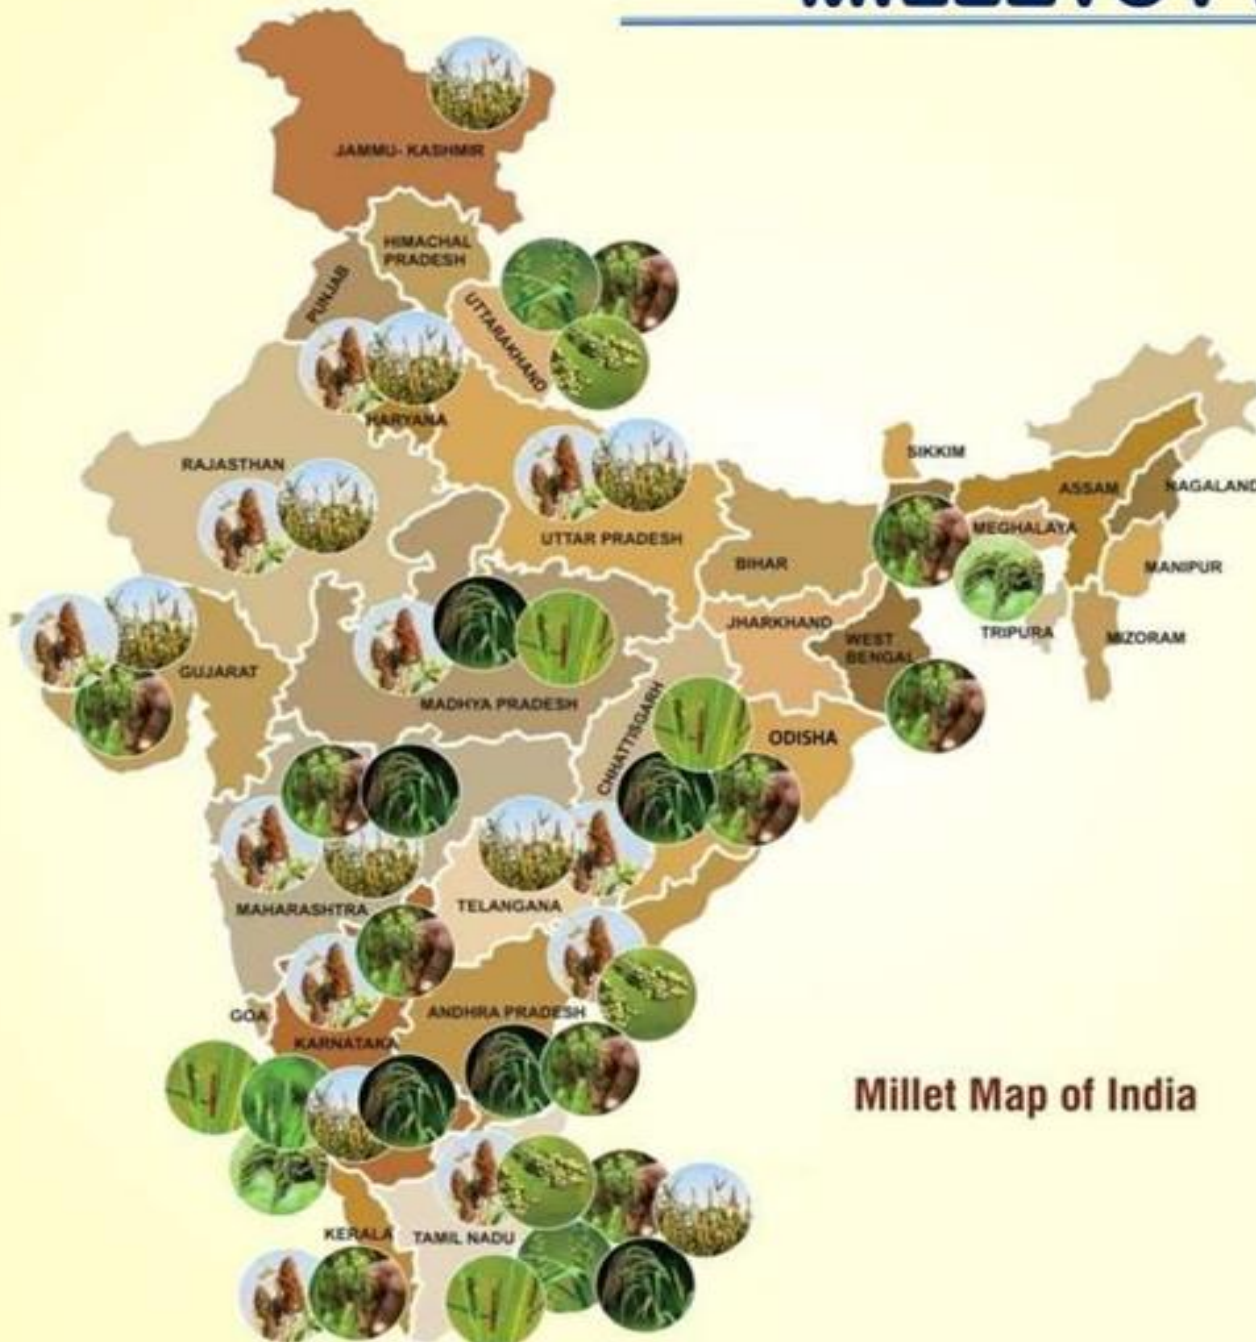 JAMMU- KASHMIR
HIMACHAL
PRADESH
PUNJAB
UTTARAKHAND
HARYANA
RAJASTHAN
UTTAR PRADESH
SIKKIM
ASSAM
NAGALAND
MEGHALAYA
BIHAR
MANIPUR
JHARKHAND
WEST
BENGAL
TRIPURA
MIZORAM
GUJARAT
MADHYA PRADESH
CHHATTISGARH
ODISHA
MAHARASHTRA
TELANGANA
GOA
ANDHRA PRADESH
KARNATAKA
Millet Map of India
KERALA
TAMIL NADU